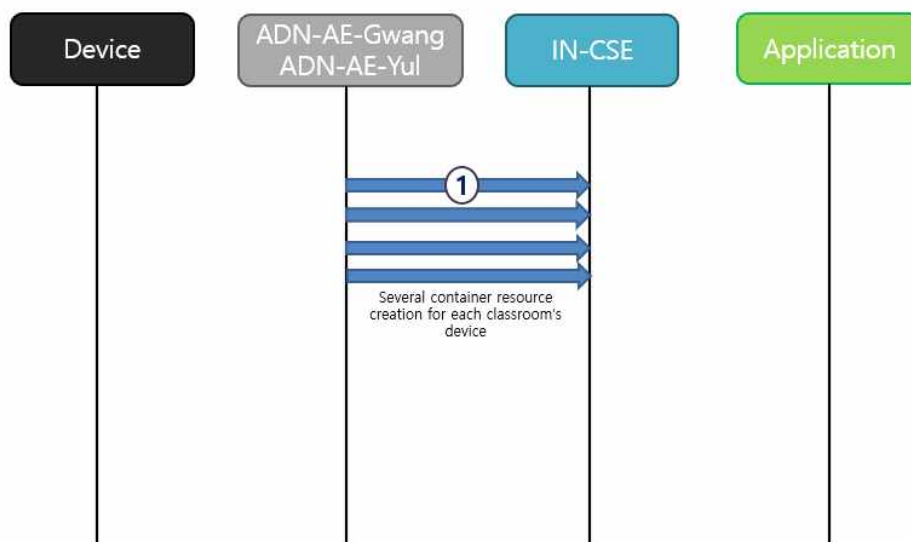 Device
ADN-AE-Gwang
ADN-AE-Yul
IN-CSE
Application
1
Several container resource
creation for each classroom's
device